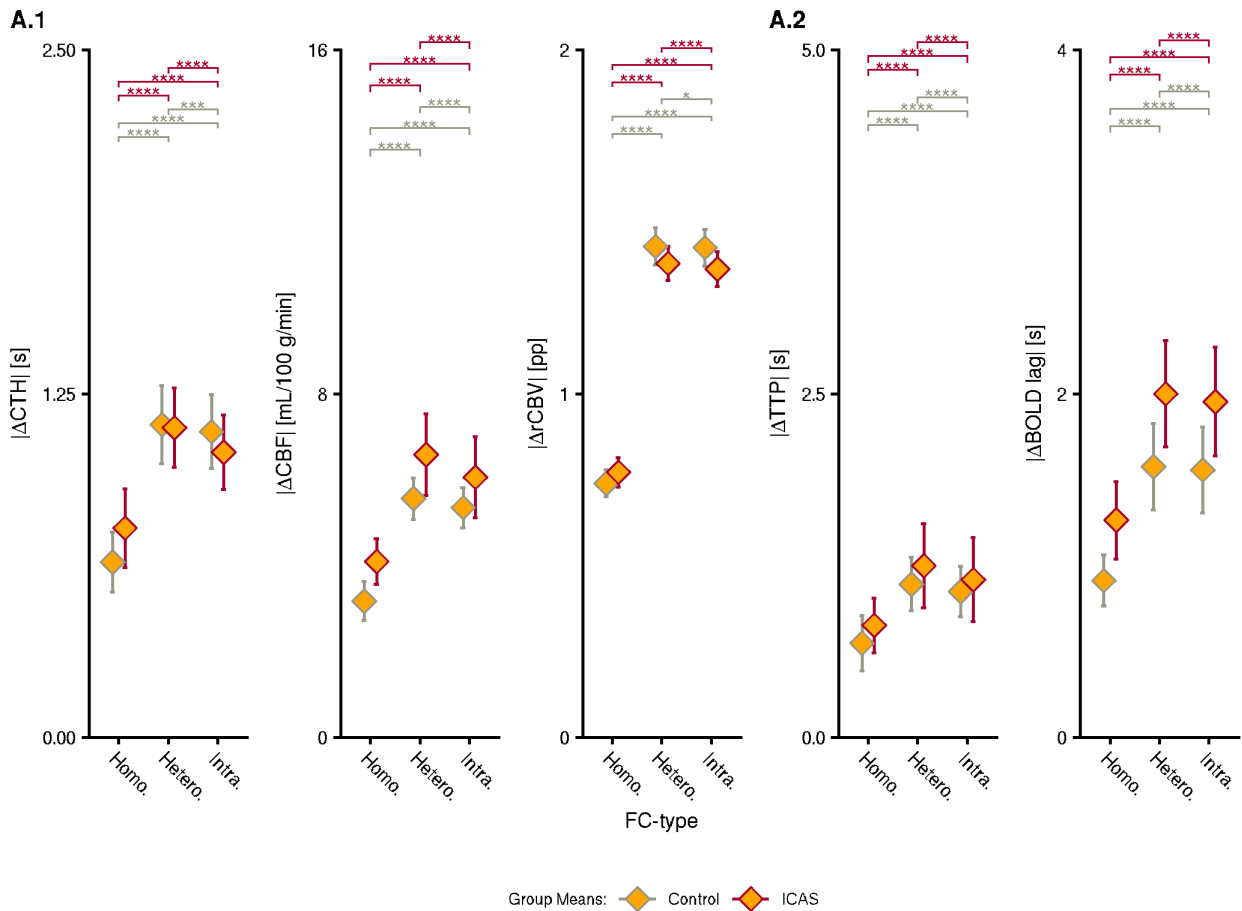 A.1
A.2
|ΔCTH| [s]
2.50
1.25
0.00
****
****
****
***
****
****
Homo.
Hetero.
Intra.
|ΔCBF| [mL/100 g/min]
16
8
0
****
****
****
****
****
****
Homo.
Hetero.
Intra.
|ΔrCBV| [pp]
2
1
0
****
****
****
*
****
****
Homo.
Hetero.
Intra.
|ΔTTP| [s]
5.0
2.5
0.0
****
****
****
****
****
****
Homo.
Hetero.
Intra.
|ΔBOLD lag| [s]
4
2
0
****
****
****
****
****
****
Homo.
Hetero.
Intra.
FC-type
Group Means: Control ICAS